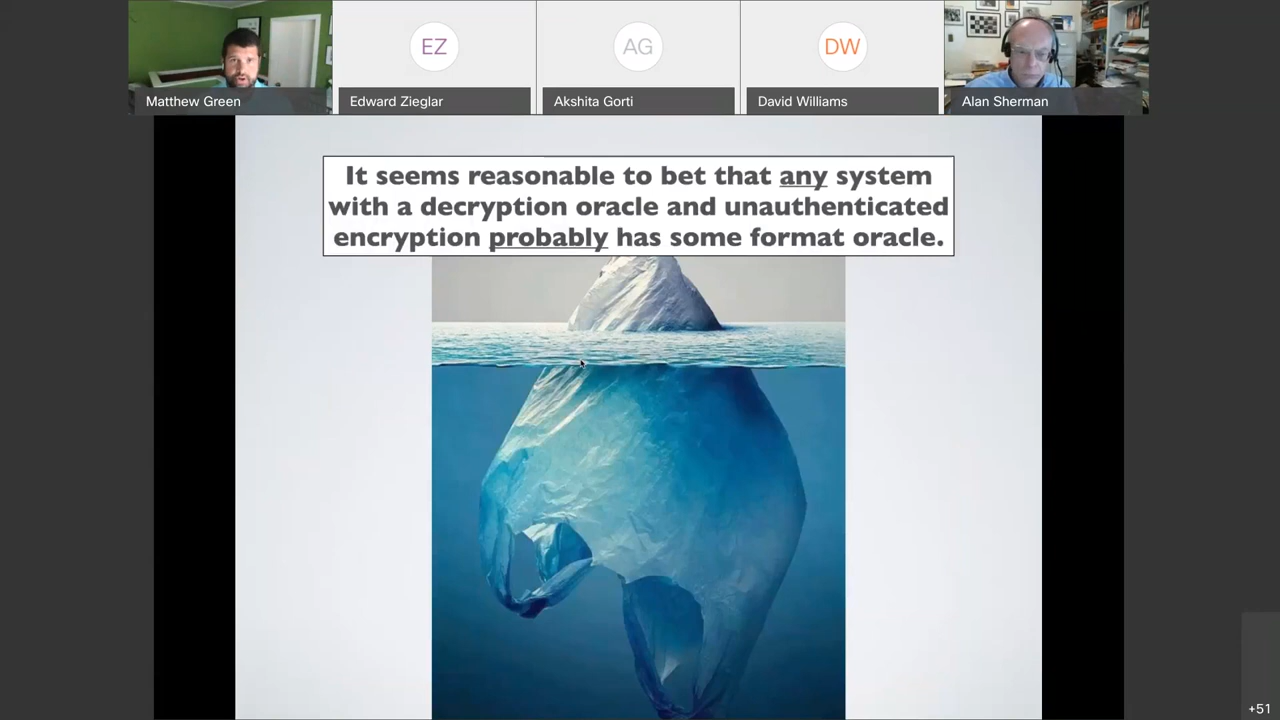 EZ
AG
DW
Matthew Green
Edward Zieglar
Akshita Gorti
David Williams
Alan Sherman
It seems reasonable to bet that any system
with a decryption oracle and unauthenticated
encryption probably has some format oracle.
+51